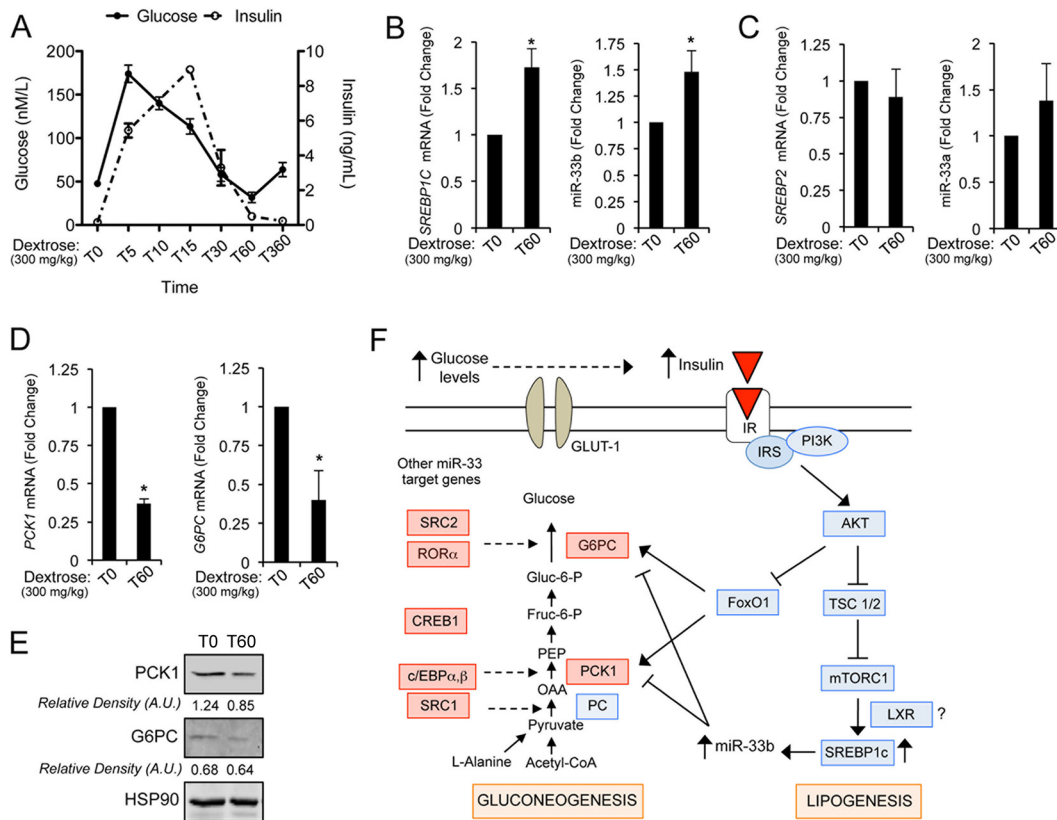 A
Glucose
Insulin
Glucose (nM/L)
200
150
100
50
0
Insulin (ng/mL)
10
8
6
4
2
0
Dextrose:
(300 mg/kg)
T0
T5
T10
T15
T30
T60
T360
Time
B
SREBP1C mRNA (Fold Change)
2
1.5
1
0.5
0
*
Dextrose:
(300 mg/kg)
T0
T60
miR-33b (Fold Change)
1.75
1.5
1.25
1
0.75
0.5
0.25
0
*
T0
T60
C
SREBP2 mRNA (Fold Change)
1.25
1
0.75
0.5
0.25
0
Dextrose:
(300 mg/kg)
T0
T60
miR-33a (Fold Change)
2
1.5
1
0.5
0
T0
T60
D
PCK1 mRNA (Fold Change)
1.25
1
0.75
0.5
0.25
0
*
Dextrose:
(300 mg/kg)
T0
T60
G6PC mRNA (Fold Change)
1.25
1
0.75
0.5
0.25
0
*
Dextrose:
(300 mg/kg)
T0
T60
E
T0 T60
PCK1
Relative Density (A.U.)
1.24 0.85
G6PC
Relative Density (A.U.)
0.68 0.64
HSP90
F
Glucose
levels
Insulin
GLUT-1
IR
IRS
PI3K
Other miR-33
target genes
Glucose
SRC2
RORα
G6PC
AKT
Gluc-6-P
FoxO1
TSC 1/2
CREB1
Fruc-6-P
PEP
c/EBPα,β
PCK1
mTORC1
OAA
SRC1
PC
LXR ?
Pyruvate
miR-33b
SREBP1c
L-Alanine
Acetyl-CoA
GLUCONEOGENESIS
LIPOGENESIS